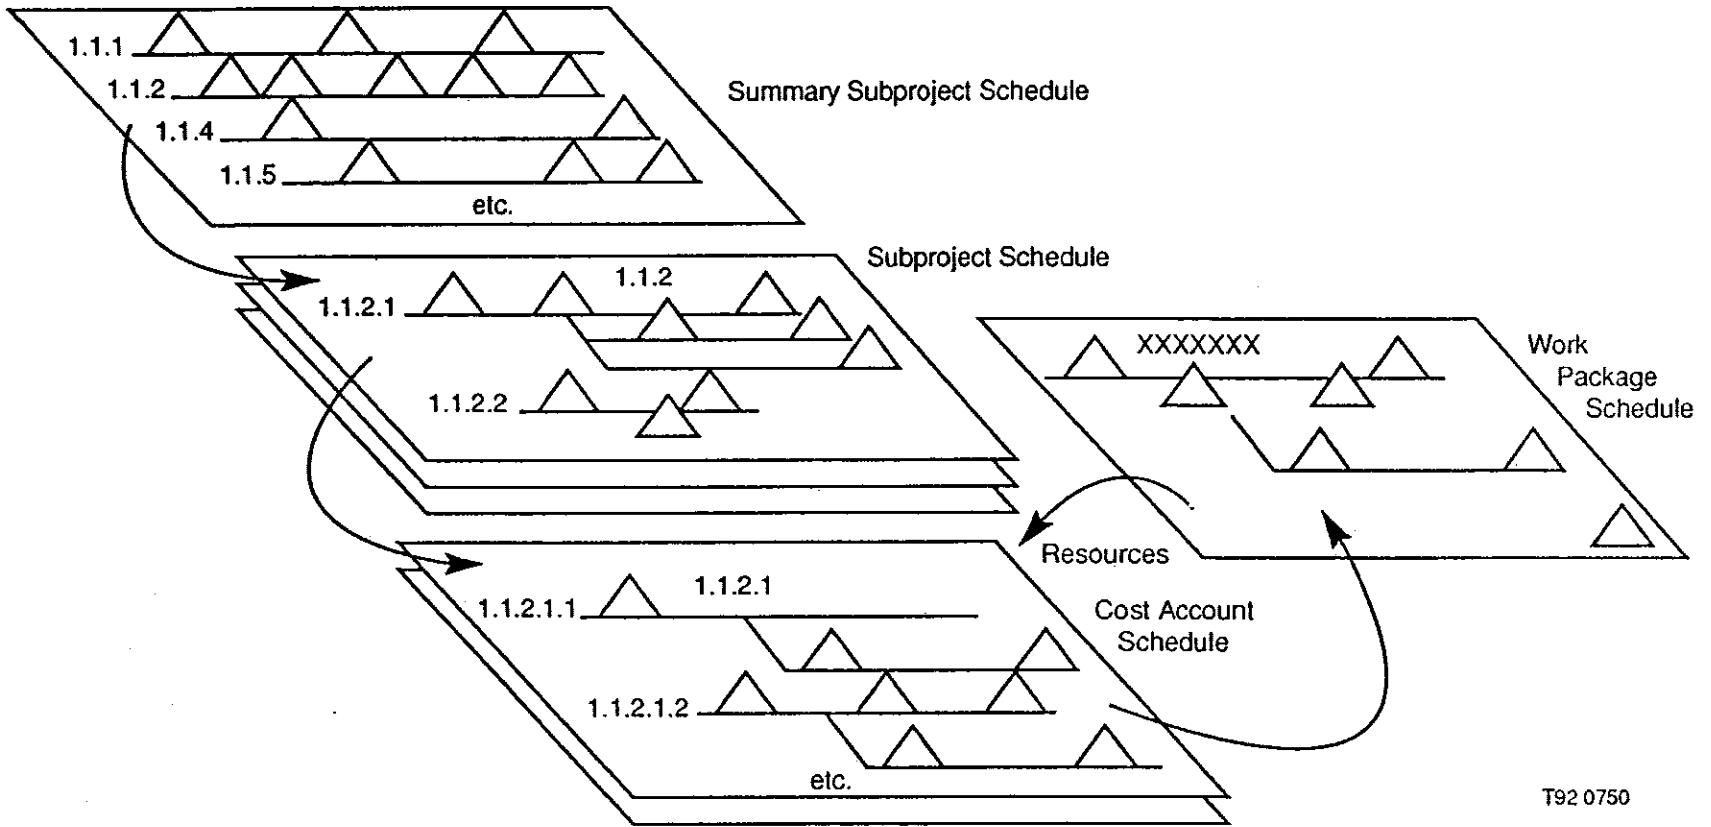 1.1.1
1.1.2
Summary Subproject Schedule
1.1.4
1.1.5
etc.
Subproject Schedule
1.1.2
1.1.2.1
1.1.2.2
XXXXXXX
Work
Package
Schedule
Resources
1.1.2.1
1.1.2.1.1
Cost Account
Schedule
1.1.2.1.2
etc.
T92 0750